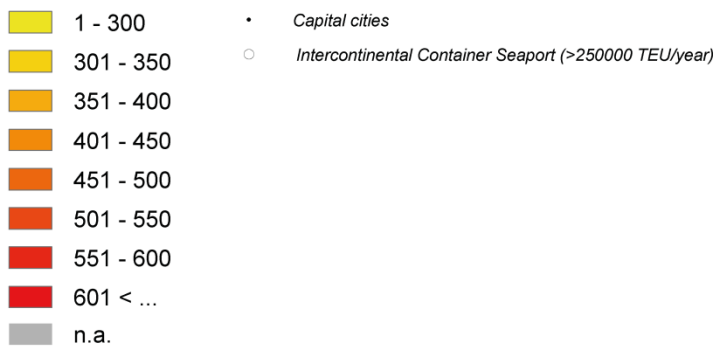 1 - 300
301 - 350
351 - 400
401 - 450
451 - 500
501 - 550
551 - 600
601 < ...
n.a.
Capital cities
Intercontinental Container Seaport (>250000 TEU/year)